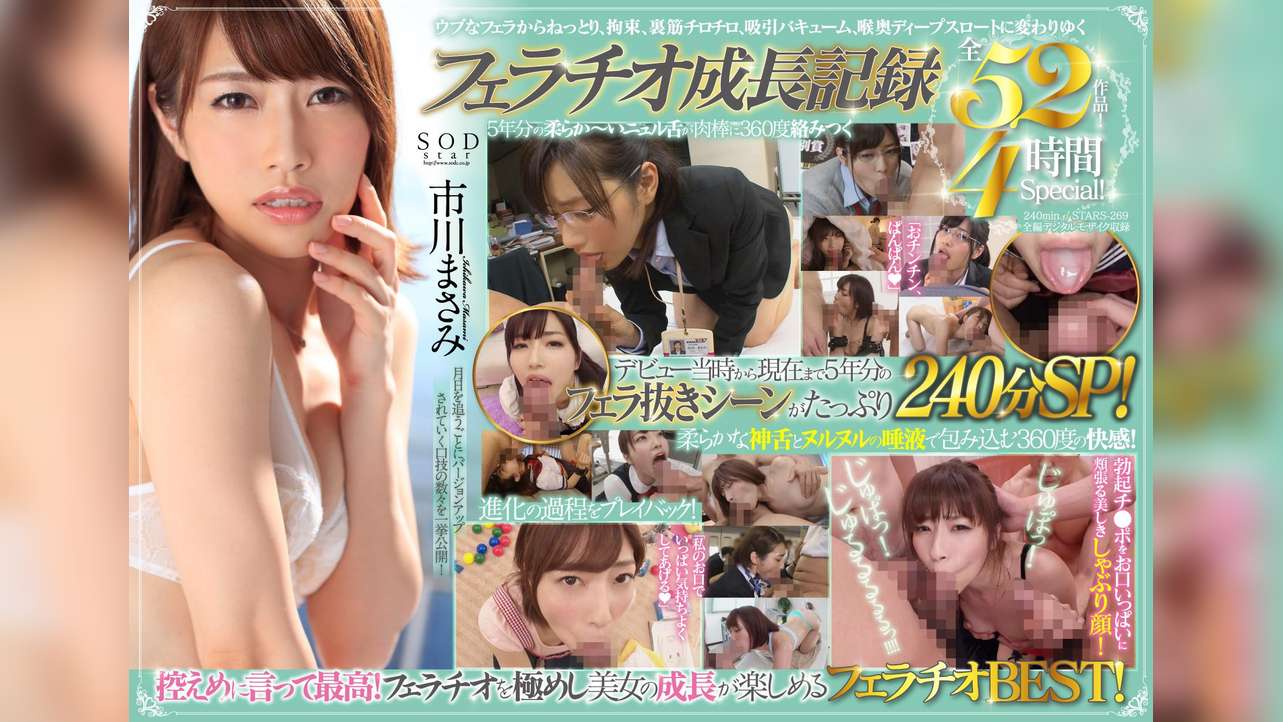 ウブなフェラからねっとり、拘束、裏筋チロチロ、吸引バキューム、喉奥ディープスロートに変わりゆく
フェラチオ成長記録
全52作品!
4時間Special!
240min. STARS-269
全編デジタルモザイク収録
5年分の柔らか〜いニュル舌が肉棒に360度絡みつく
SOD
star
http://www.sodc.co.jp
市川まさみ
Ichikawa Masami
月日を追うごとにバージョンアップ
されていく口技の数々を一挙公開!
「おチンチン、
ぱんぱん♥」
デビュー当時から現在まで5年分の
フェラ抜きシーンがたっぷり240分SP!
柔らかな神舌とヌルヌルの唾液で包み込む360度の快感!
進化の過程をプレイバック!
「私のお口で
いっぱい気持ちよく
してあげる♥」
勃起チ●ポをお口いっぱいに
頬張る美しきしゃぶり顔!
じゅぱっ!
控えめに言って最高!フェラチオを極めし美女の成長が楽しめるフェラチオBEST!